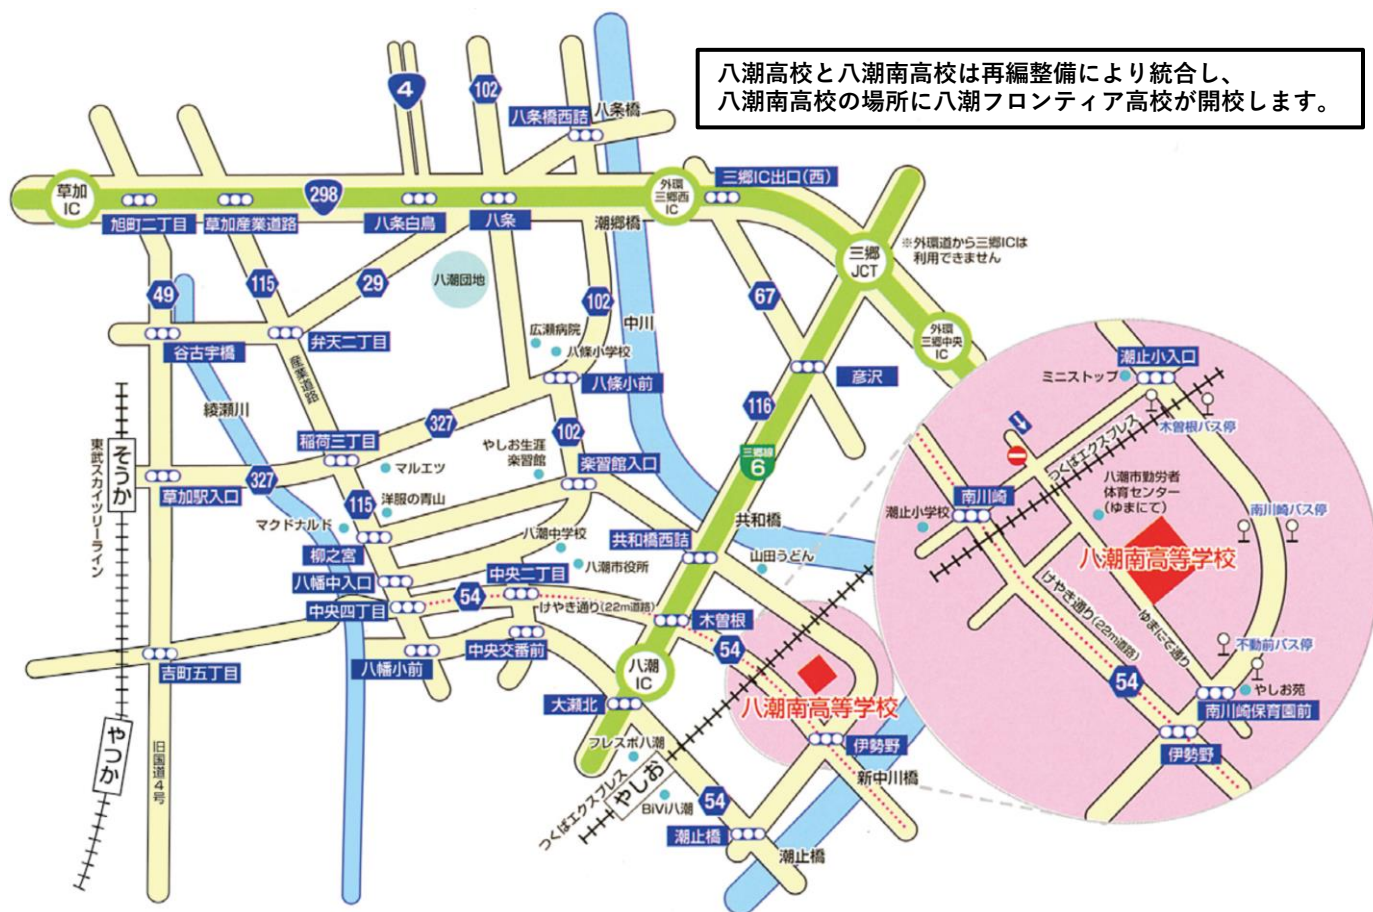 八潮高校と八潮南高校は再編整備により統合し、
八潮南高校の場所に八潮フロンティア高校が開校します。
4
102
八条橋西詰
八条橋
草加
IC
298
旭町二丁目
草加産業道路
八条白鳥
八条
潮郷橋
外環
三郷西
IC
三郷IC出口(西)
三郷
JCT
※外環道から三郷ICは
利用できません
49
115
29
八潮団地
102
中川
67
外環
三郷中央
IC
谷古宇橋
弁天二丁目
産業道路
広瀬病院
八條小学校
八條小前
彦沢
116
綾瀬川
東武スカイツリーライン
そうか
稲荷三丁目
327
マルエツ
102
やしお生涯
楽習館
楽習館入口
三郷線
6
草加駅入口
327
115
洋服の青山
マクドナルド
柳之宮
八潮中学校
八潮市役所
共和橋西詰
共和橋
山田うどん
八幡中入口
中央二丁目
中央四丁目
54
けやき通り(22m道路)
木曽根
吉町五丁目
八幡小前
中央交番前
八潮
IC
54
大瀬北
八潮南高等学校
伊勢野
新中川橋
やつか
旧国道4号
フレスポ八潮
つくばエクスプレス
やしお
BiVi八潮
54
潮止橋
潮止橋
潮止小入口
ミニストップ
木曽根バス停
つくばエクスプレス
南川崎
潮止小学校
八潮市勤労者
体育センター
(ゆまにて)
南川崎バス停
八潮南高等学校
けやき通り(22m道路)
ゆまにて通り
不動前バス停
54
やしお苑
南川崎保育園前
伊勢野